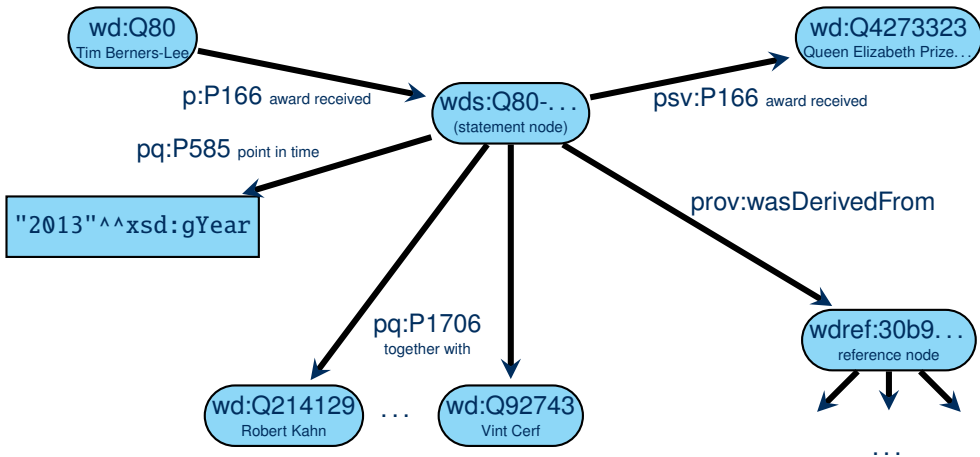 wd:Q80
Tim Berners-Lee
wd:Q4273323
Queen Elizabeth Prize...
p:P166 award received
wds:Q80-...
(statement node)
psv:P166 award received
pq:P585 point in time
"2013"^^xsd:gYear
prov:wasDerivedFrom
pq:P1706
together with
wdref:30b9...
reference node
wd:Q214129
Robert Kahn
...
wd:Q92743
Vint Cerf
...